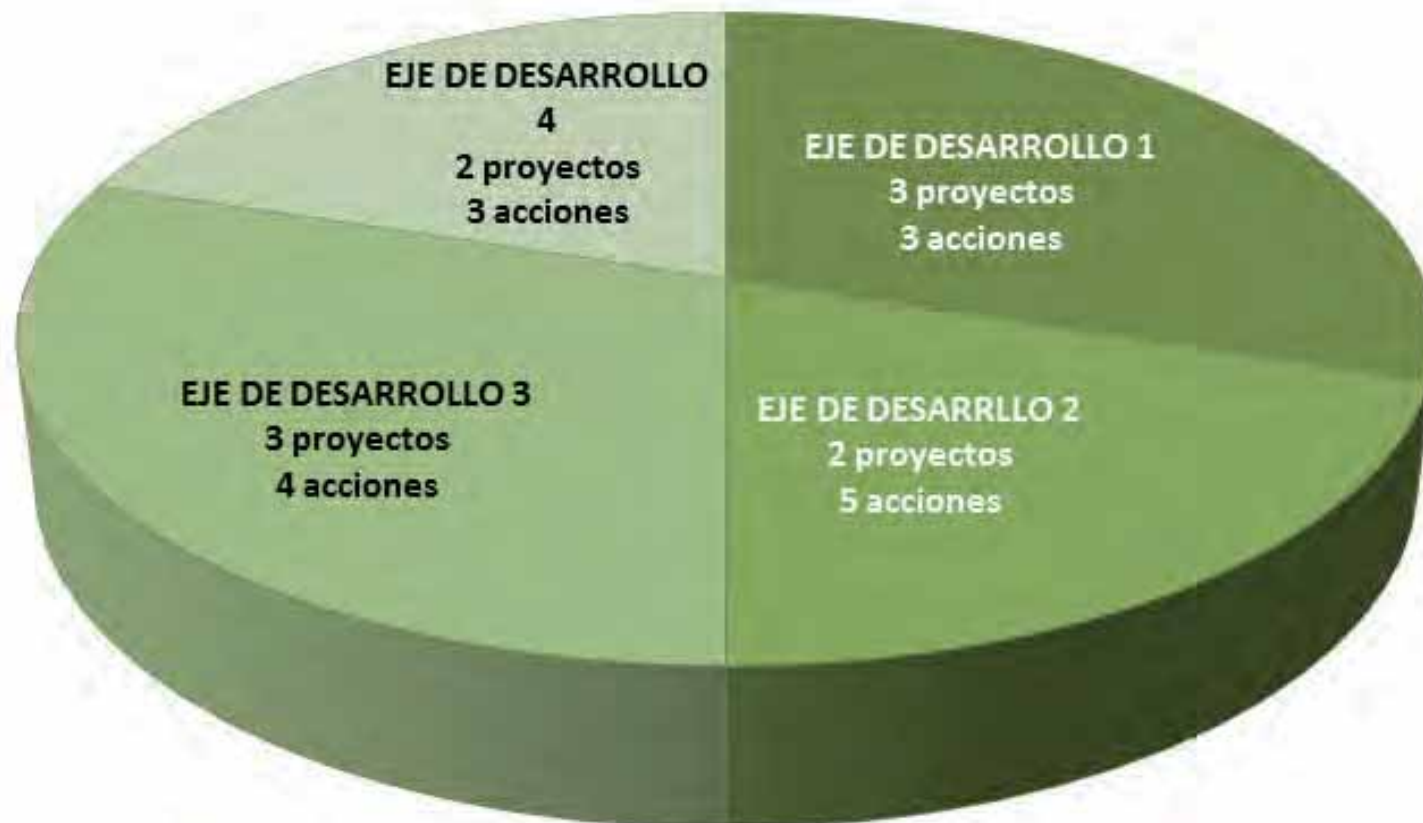 EJE DE DESARROLLO
4
2 proyectos
3 acciones
EJE DE DESARROLLO 1
3 proyectos
3 acciones
EJE DE DESARROLLO 3
3 proyectos
4 acciones
EJE DE DESARRLLO 2
2 proyectos
5 acciones